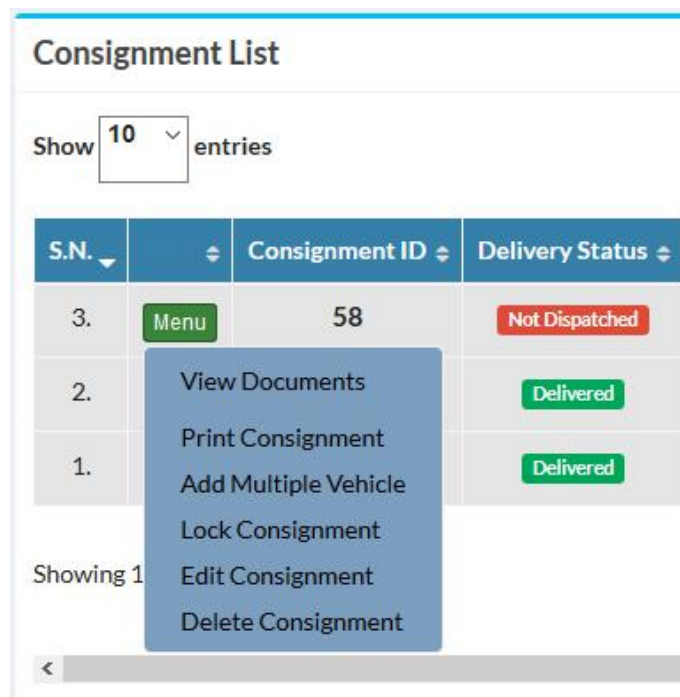 Consignment List
Show 10 entries
S.N. Consignment ID Delivery Status
3. Menu 58 Not Dispatched
View Documents
2. Delivered
Print Consignment
Add Multiple Vehicle
1. Delivered
Lock Consignment
Showing 1
Edit Consignment
Delete Consignment